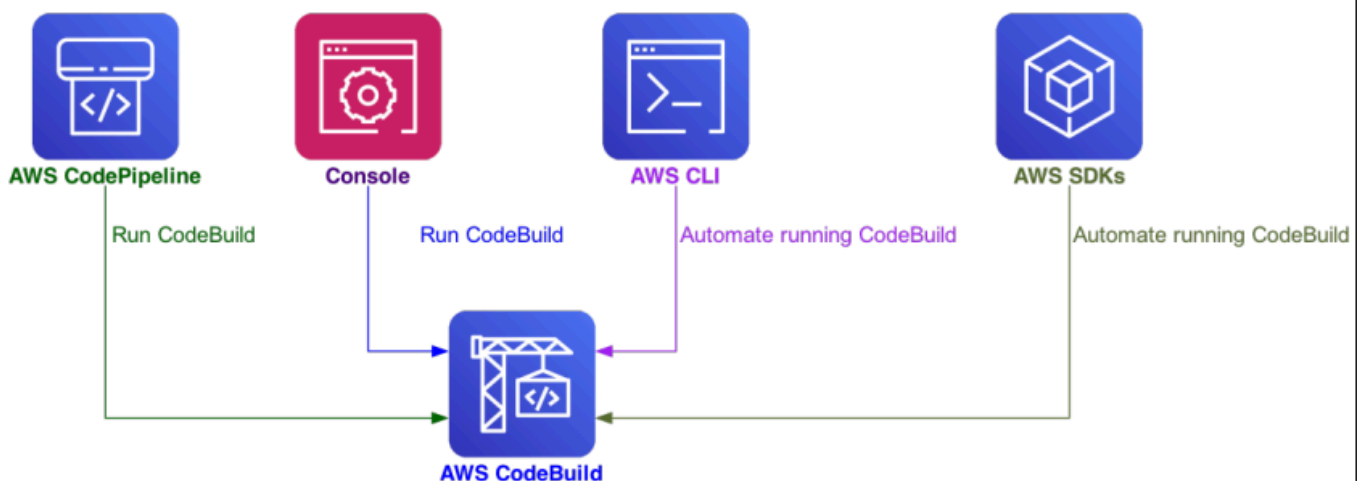 AWS CodePipeline
Console
AWS CLI
AWS SDKs
Run CodeBuild
Run CodeBuild
Automate running CodeBuild
Automate running CodeBuild
AWS CodeBuild